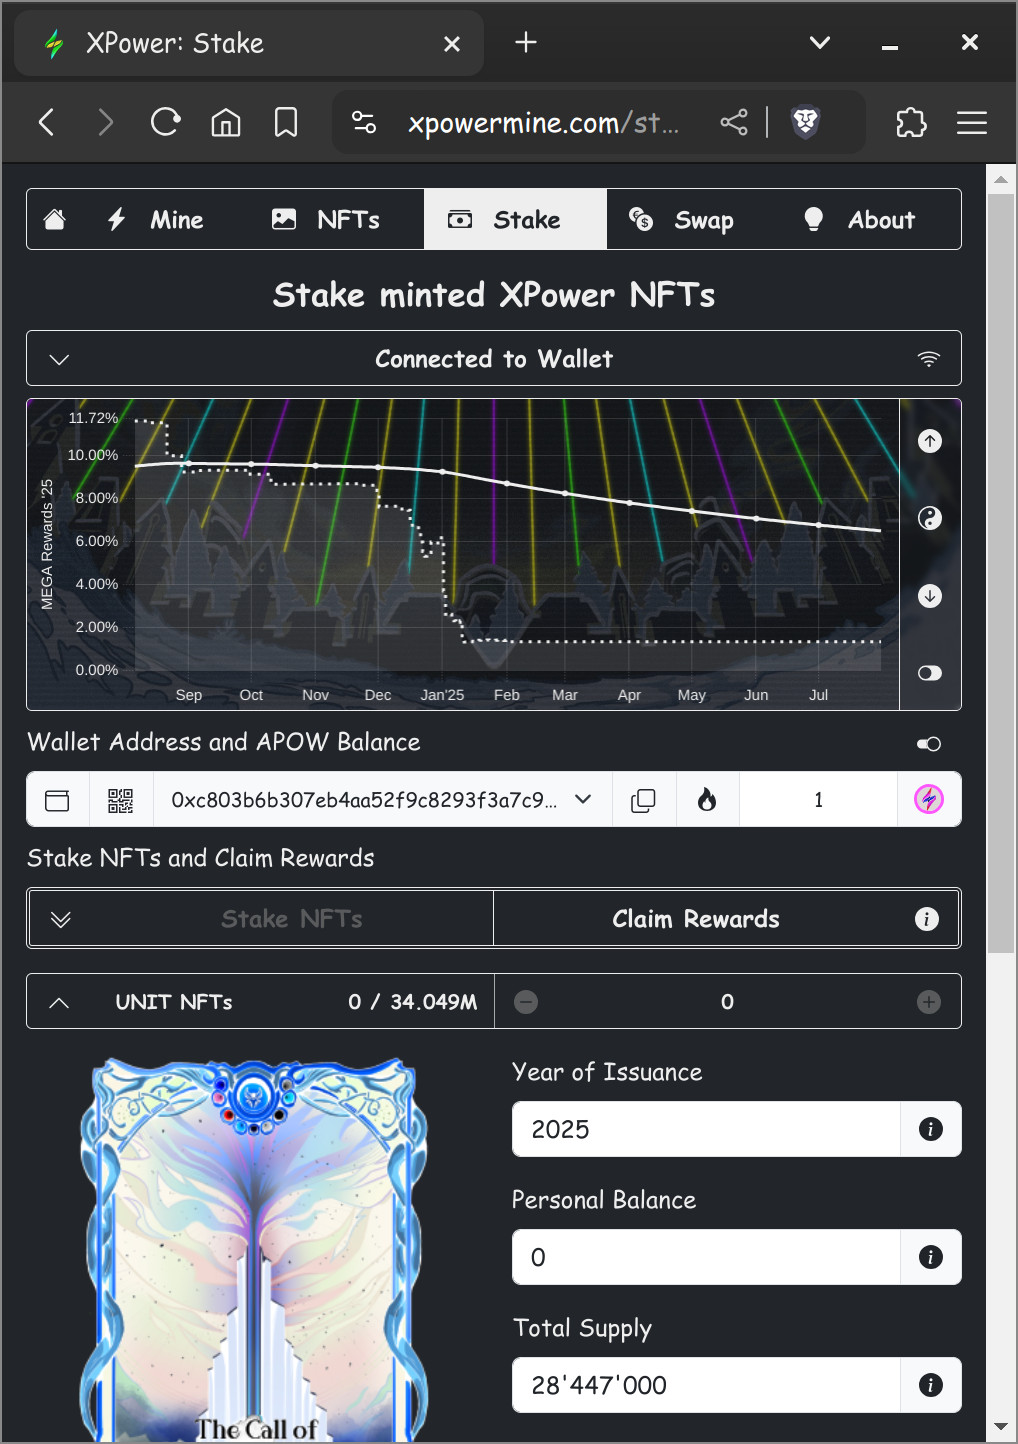 XPower: Stake
xpowermine.com/st...
Mine NFTs Stake Swap About
Stake minted XPower NFTs
Connected to Wallet
MEGA Rewards '25
11.72%
10.00%
8.00%
6.00%
4.00%
2.00%
0.00%
Sep Oct Nov Dec Jan'25 Feb Mar Apr May Jun Jul
Wallet Address and APOW Balance
0xc803b6b307eb4aa52f9c8293f3a7c9... 1
Stake NFTs and Claim Rewards
Stake NFTs Claim Rewards
UNIT NFTs 0 / 34.049M 0
Year of Issuance
2025
Personal Balance
0
Total Supply
28'447'000
The Call of